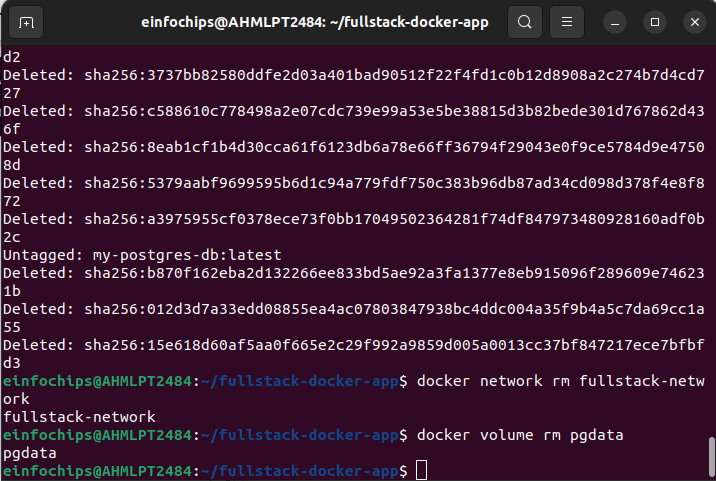 einfochips@AHMLPT2484: ~/fullstack-docker-app
d2
Deleted: sha256:3737bb82580ddfe2d03a401bad90512f22f4fd1c0b12d8908a2c274b7d4cd7
27
Deleted: sha256:c588610c778498a2e07cdc739e99a53e5be38815d3b82bede301d767862d43
6f
Deleted: sha256:8eab1cf1b4d30cca61f6123db6a78e66ff36794f29043e0f9ce5784d9e4750
8d
Deleted: sha256:5379aabf9699595b6d1c94a779fdf750c383b96db87ad34cd098d378f4e8f8
72
Deleted: sha256:a3975955cf0378ece73f0bb17049502364281f74df847973480928160adf0b
2c
Untagged: my-postgres-db:latest
Deleted: sha256:b870f162eba2d132266ee833bd5ae92a3fa1377e8eb915096f289609e74623
1b
Deleted: sha256:012d3d7a33edd08855ea4ac07803847938bc4ddc004a35f9b4a5c7da69cc1a
55
Deleted: sha256:15e618d60af5aa0f665e2c29f992a9859d005a0013cc37bf847217ece7bfbf
d3
einfochips@AHMLPT2484:~/fullstack-docker-app$ docker network rm fullstack-netw
ork
fullstack-network
einfochips@AHMLPT2484:~/fullstack-docker-app$ docker volume rm pgdata
pgdata
einfochips@AHMLPT2484:~/fullstack-docker-app$